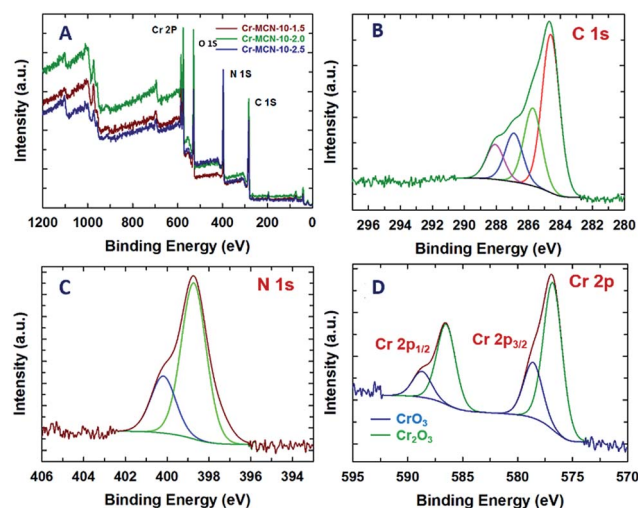 A
Cr 2P
O 1S
N 1S
C 1S
Cr-MCN-10-1.5
Cr-MCN-10-2.0
Cr-MCN-10-2.5
Intensity (a.u.)
1200 1000 800 600 400 200 0
Binding Energy (eV)
B
C 1s
Intensity (a.u.)
296 294 292 290 288 286 284 282 280
Binding Energy (eV)
C
N 1s
Intensity (a.u.)
406 404 402 400 398 396 394
Binding Energy (eV)
D
Cr 2p
Cr 2p1/2
Cr 2p3/2
CrO3
Cr2O3
Intensity (a.u.)
595 590 585 580 575 570
Binding Energy (eV)